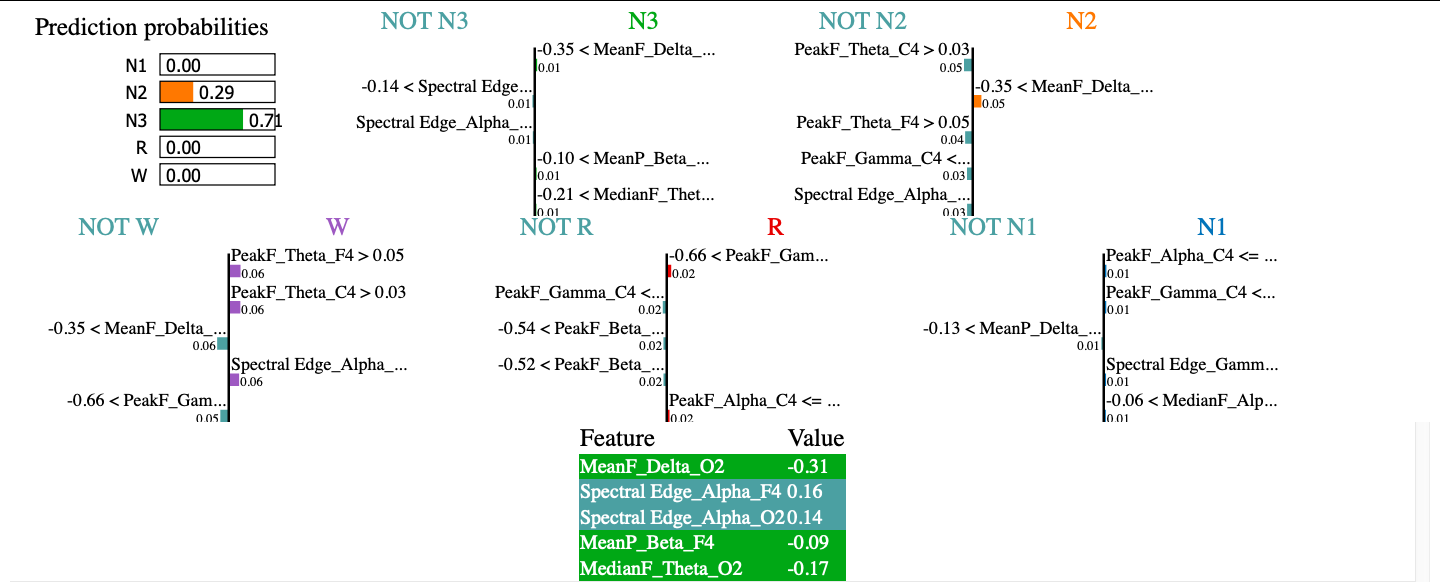 Prediction probabilities
N1 0.00
N2 0.29
N3 0.71
R 0.00
W 0.00
NOT N3 N3
-0.35 < MeanF_Delta_...
0.01
-0.14 < Spectral Edge...
0.01
Spectral Edge_Alpha_...
0.01
-0.10 < MeanP_Beta_...
0.01
-0.21 < MedianF_Thet...
0.01
NOT N2 N2
PeakF_Theta_C4 > 0.03
0.05
-0.35 < MeanF_Delta_...
0.05
PeakF_Theta_F4 > 0.05
0.04
PeakF_Gamma_C4 <...
0.03
Spectral Edge_Alpha_...
0.03
NOT W W
PeakF_Theta_F4 > 0.05
0.06
PeakF_Theta_C4 > 0.03
0.06
-0.35 < MeanF_Delta_...
0.06
Spectral Edge_Alpha_...
0.06
-0.66 < PeakF_Gam...
0.05
NOT R R
-0.66 < PeakF_Gam...
0.02
PeakF_Gamma_C4 <...
0.02
-0.54 < PeakF_Beta_...
0.02
-0.52 < PeakF_Beta_...
0.02
PeakF_Alpha_C4 <= ...
0.02
NOT N1 N1
PeakF_Alpha_C4 <= ...
0.01
PeakF_Gamma_C4 <...
0.01
-0.13 < MeanP_Delta_...
0.01
Spectral Edge_Gamm...
0.01
-0.06 < MedianF_Alp...
0.01
Feature Value
MeanF_Delta_O2 -0.31
Spectral Edge_Alpha_F4 0.16
Spectral Edge_Alpha_O2 0.14
MeanP_Beta_F4 -0.09
MedianF_Theta_O2 -0.17